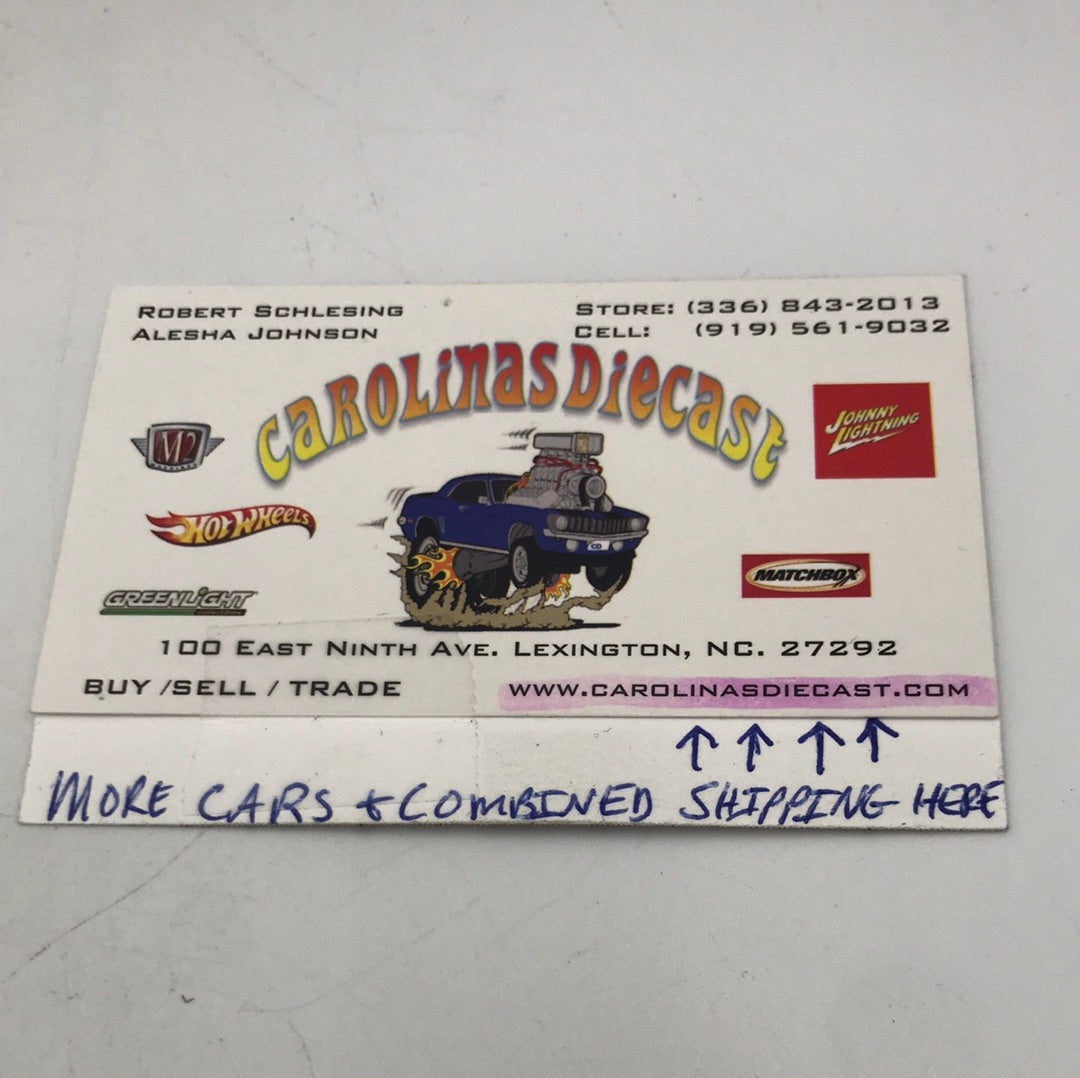 ROBERT SCHLESING
ALESHA JOHNSON
STORE: (336) 843-2013
CELL: (919) 561-9032
CAROLINAS DIECAST
M2
JOHNNY
LIGHTNING
HOT WHEELS
CD
MATCHBOX
GREENLIGHT
100 EAST NINTH AVE. LEXINGTON, NC. 27292
BUY /SELL / TRADE
WWW.CAROLINASDIECAST.COM
↑ ↑ ↑ ↑
MORE CARS & COMBINED SHIPPING HERE